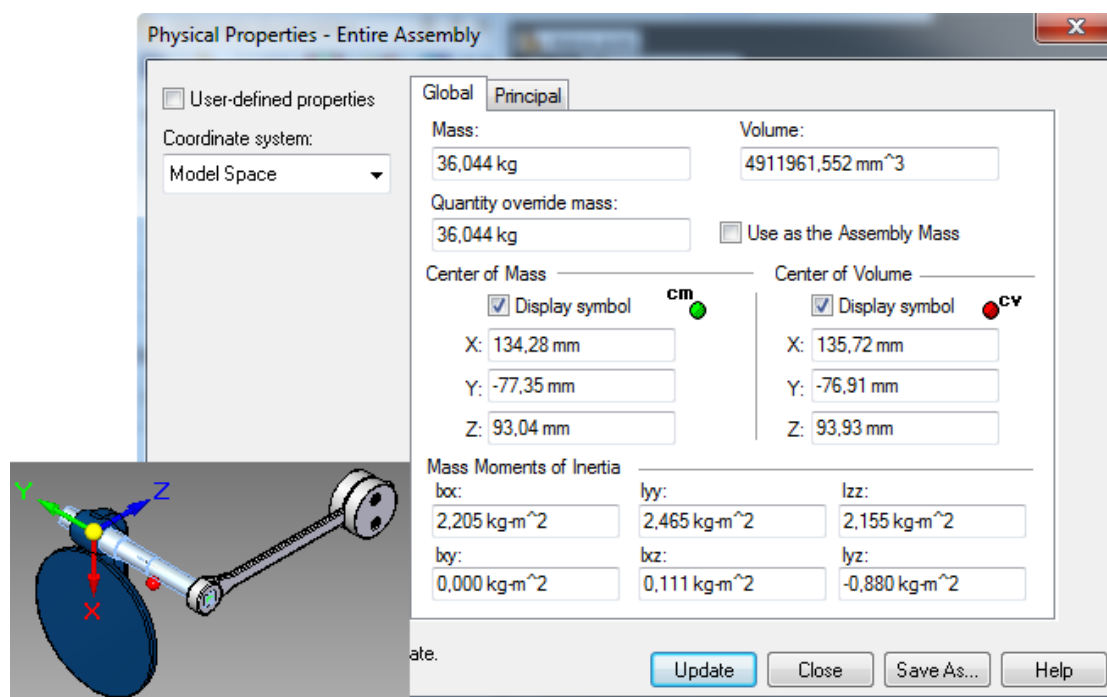 Physical Properties - Entire Assembly
User-defined properties
Coordinate system:
Model Space
Global Principal
Mass: Volume:
36,044 kg 4911961,552 mm^3
Quantity override mass:
36,044 kg Use as the Assembly Mass
Center of Mass Center of Volume
Display symbol cm Display symbol cv
X: 134,28 mm X: 135,72 mm
Y: -77,35 mm Y: -76,91 mm
Z: 93,04 mm Z: 93,93 mm
Mass Moments of Inertia
Ixx: Iyy: Izz:
2,205 kg-m^2 2,465 kg-m^2 2,155 kg-m^2
Ixy: Ixz: Iyz:
0,000 kg-m^2 0,111 kg-m^2 -0,880 kg-m^2
Y Z
X
ate.
Update Close Save As... Help